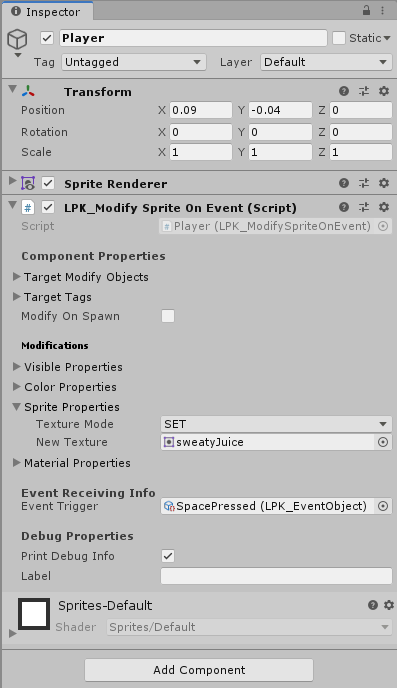 Inspector
Player
Static
Tag Untagged Layer Default
Transform
Position X 0.09 Y -0.04 Z 0
Rotation X 0 Y 0 Z 0
Scale X 1 Y 1 Z 1
Sprite Renderer
# LPK_Modify Sprite On Event (Script)
Script # Player (LPK_ModifySpriteOnEvent)
Component Properties
Target Modify Objects
Target Tags
Modify On Spawn
Modifications
Visible Properties
Color Properties
Sprite Properties
Texture Mode SET
New Texture sweatyJuice
Material Properties
Event Receiving Info
Event Trigger SpacePressed (LPK_EventObject)
Debug Properties
Print Debug Info
Label
Sprites-Default
Shader Sprites/Default
Add Component